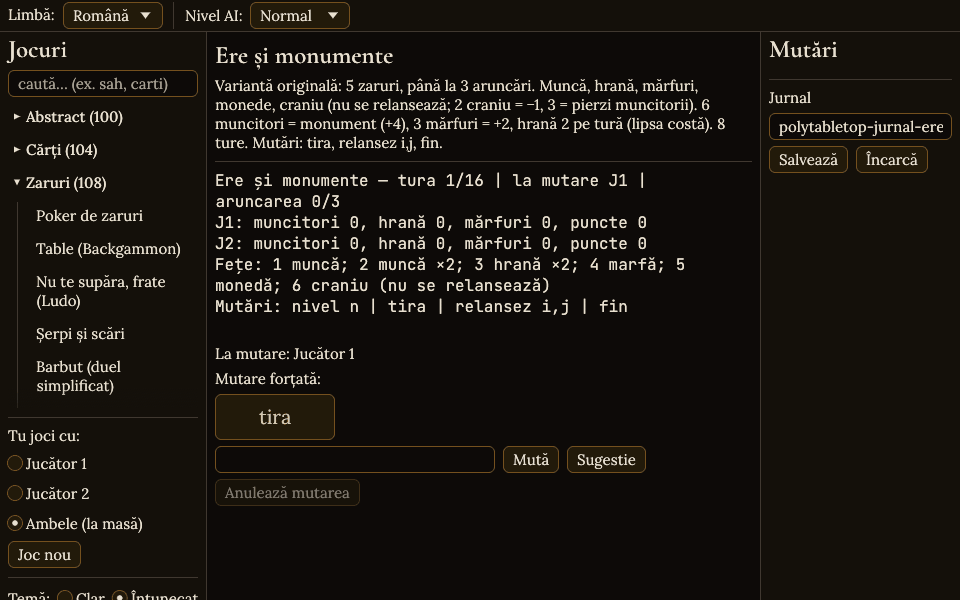 Limbă: Română ▼ Nivel AI: Normal ▼
Jocuri
caută... (ex. sah, carti)
▸ Abstract (100)
▸ Cărți (104)
▾ Zaruri (108)
Poker de zaruri
Table (Backgammon)
Nu te supăra, frate
(Ludo)
Șerpi și scări
Barbut (duel
simplificat)
Tu joci cu:
Jucător 1
Jucător 2
Ambele (la masă)
Joc nou
Temă: Clar Întunecat
Ere și monumente
Variantă originală: 5 zaruri, până la 3 aruncări. Muncă, hrană, mărfuri,
monede, craniu (nu se relansează; 2 craniu = −1, 3 = pierzi muncitorii). 6
muncitori = monument (+4), 3 mărfuri = +2, hrană 2 pe tură (lipsa costă). 8
ture. Mutări: tira, relansez i,j, fin.
Ere și monumente — tura 1/16 | la mutare J1 |
aruncarea 0/3
J1: muncitori 0, hrană 0, mărfuri 0, puncte 0
J2: muncitori 0, hrană 0, mărfuri 0, puncte 0
Fețe: 1 muncă; 2 muncă ×2; 3 hrană ×2; 4 marfă; 5
monedă; 6 craniu (nu se relansează)
Mutări: nivel n | tira | relansez i,j | fin
La mutare: Jucător 1
Mutare forțată:
tira
Mută Sugestie
Anulează mutarea
Mutări
Jurnal
polytabletop-jurnal-ere
Salvează Încarcă